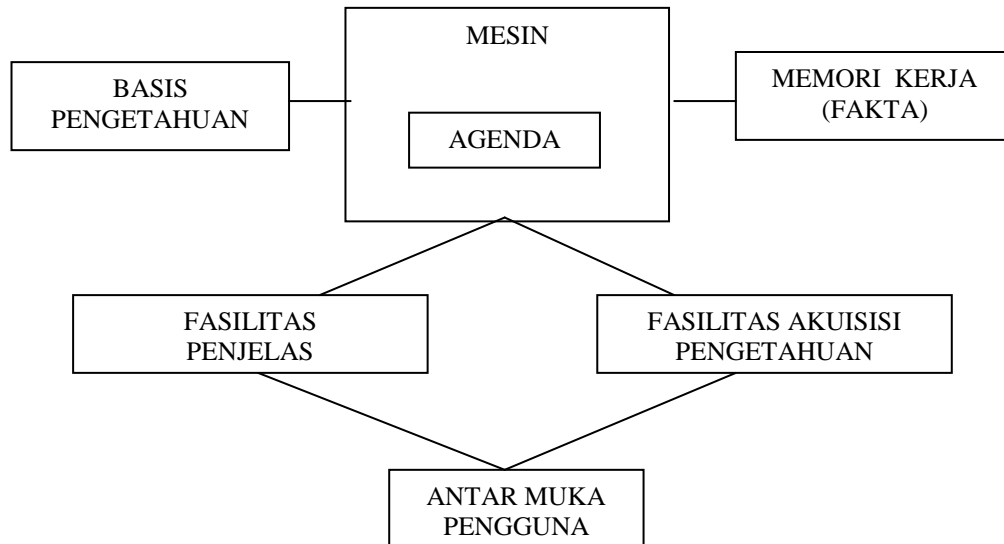 MESIN
BASIS
PENGETAHUAN
AGENDA
MEMORI KERJA
(FAKTA)
FASILITAS
PENJELAS
FASILITAS AKUISISI
PENGETAHUAN
ANTAR MUKA
PENGGUNA